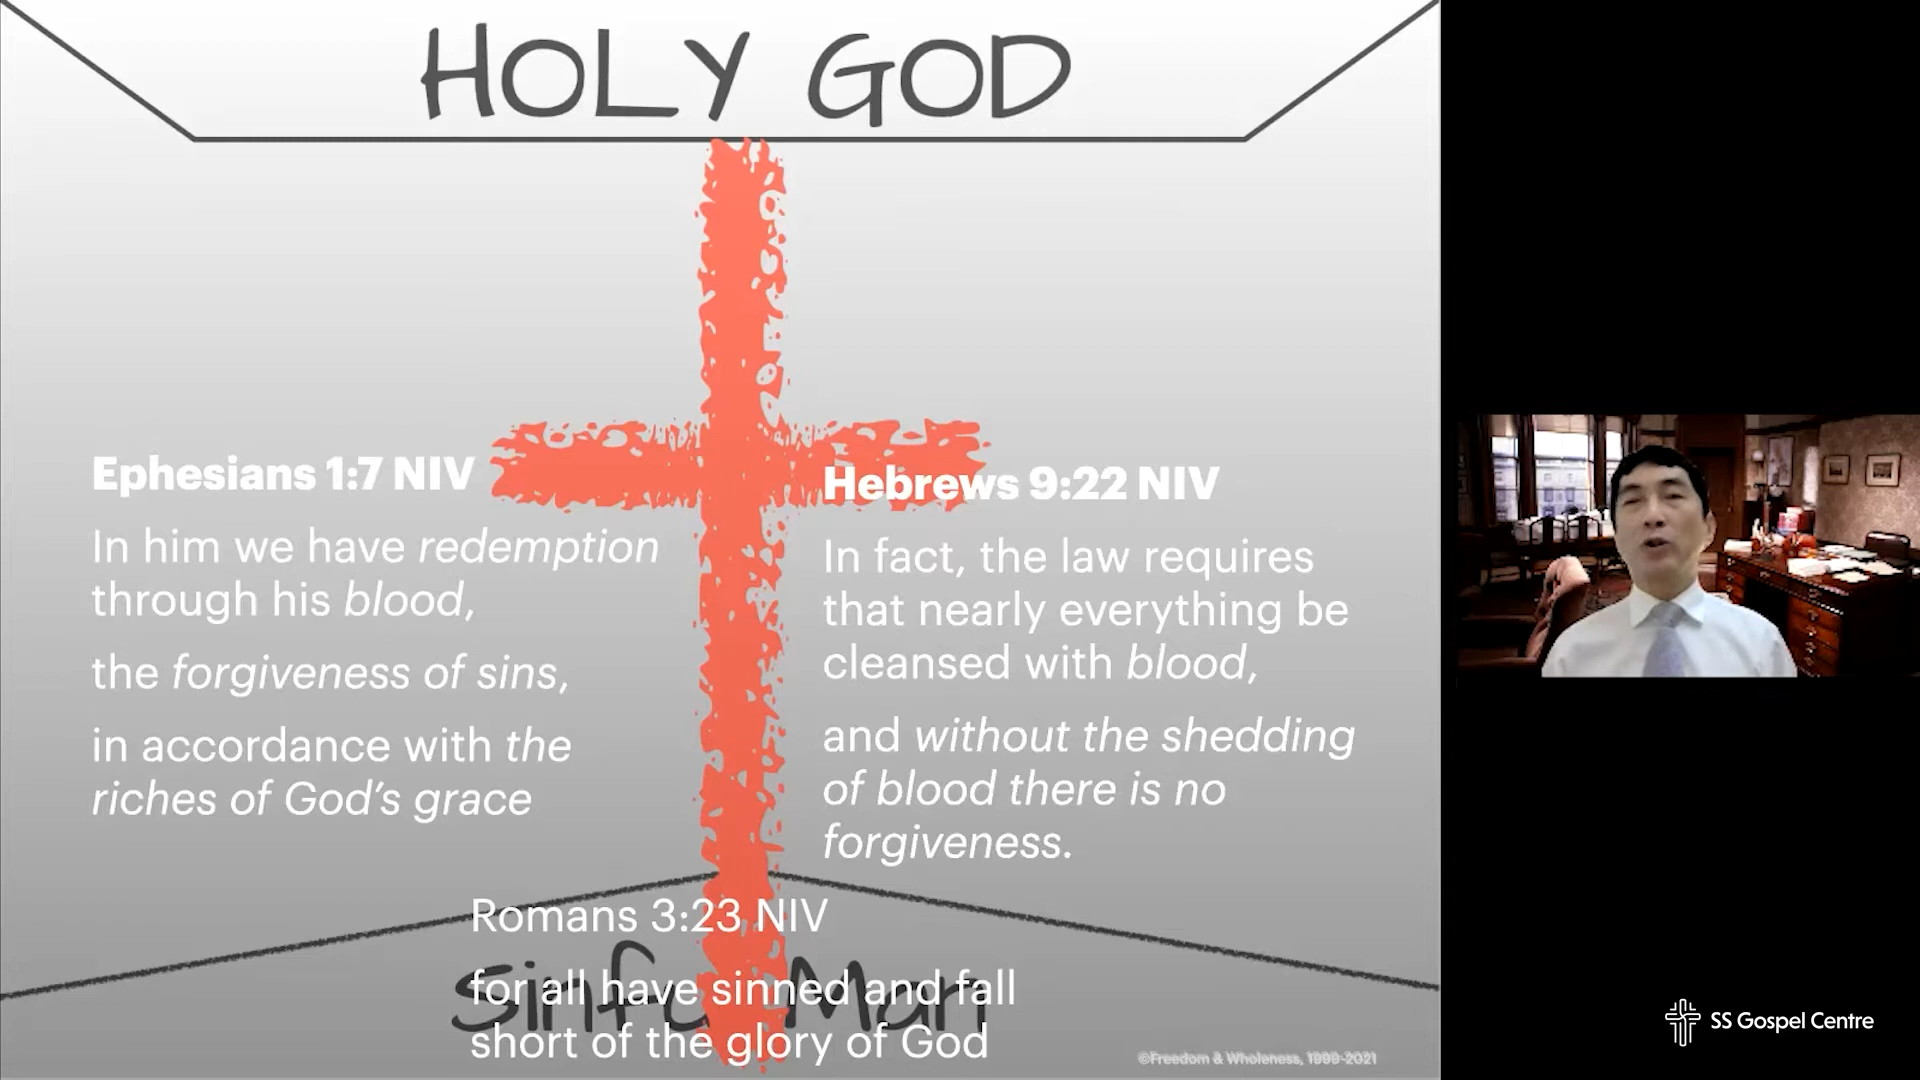 HOLY GOD
Ephesians 1:7 NIV
In him we have redemption
through his blood,
the forgiveness of sins,
in accordance with the
riches of God's grace
Hebrews 9:22 NIV
In fact, the law requires
that nearly everything be
cleansed with blood,
and without the shedding
of blood there is no
forgiveness.
Romans 3:23 NIV
for all have sinned and fall
short of the glory of God
Man
©Freedom & Wholeness, 1999-2021
SS Gospel Centre